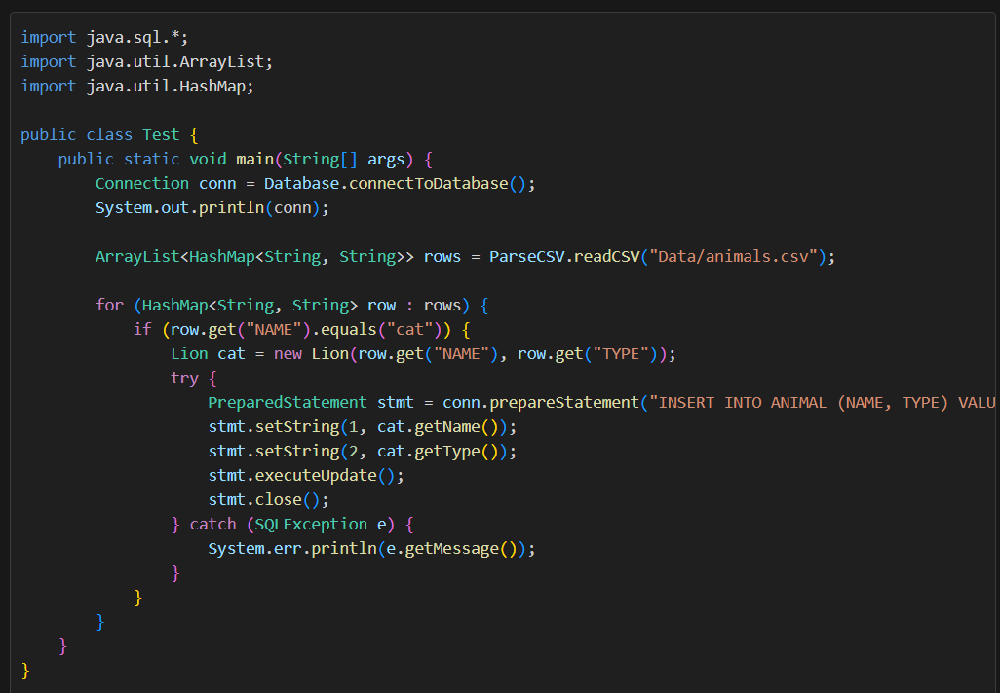 import java.sql.*;
import java.util.ArrayList;
import java.util.HashMap;

public class Test {
    public static void main(String[] args) {
        Connection conn = Database.connectToDatabase();
        System.out.println(conn);

        ArrayList<HashMap<String, String>> rows = ParseCSV.readCSV("Data/animals.csv");

        for (HashMap<String, String> row : rows) {
            if (row.get("NAME").equals("cat")) {
                Lion cat = new Lion(row.get("NAME"), row.get("TYPE"));
                try {
                    PreparedStatement stmt = conn.prepareStatement("INSERT INTO ANIMAL (NAME, TYPE) VALU
                    stmt.setString(1, cat.getName());
                    stmt.setString(2, cat.getType());
                    stmt.executeUpdate();
                    stmt.close();
                } catch (SQLException e) {
                    System.err.println(e.getMessage());
                }
            }
        }
    }
}